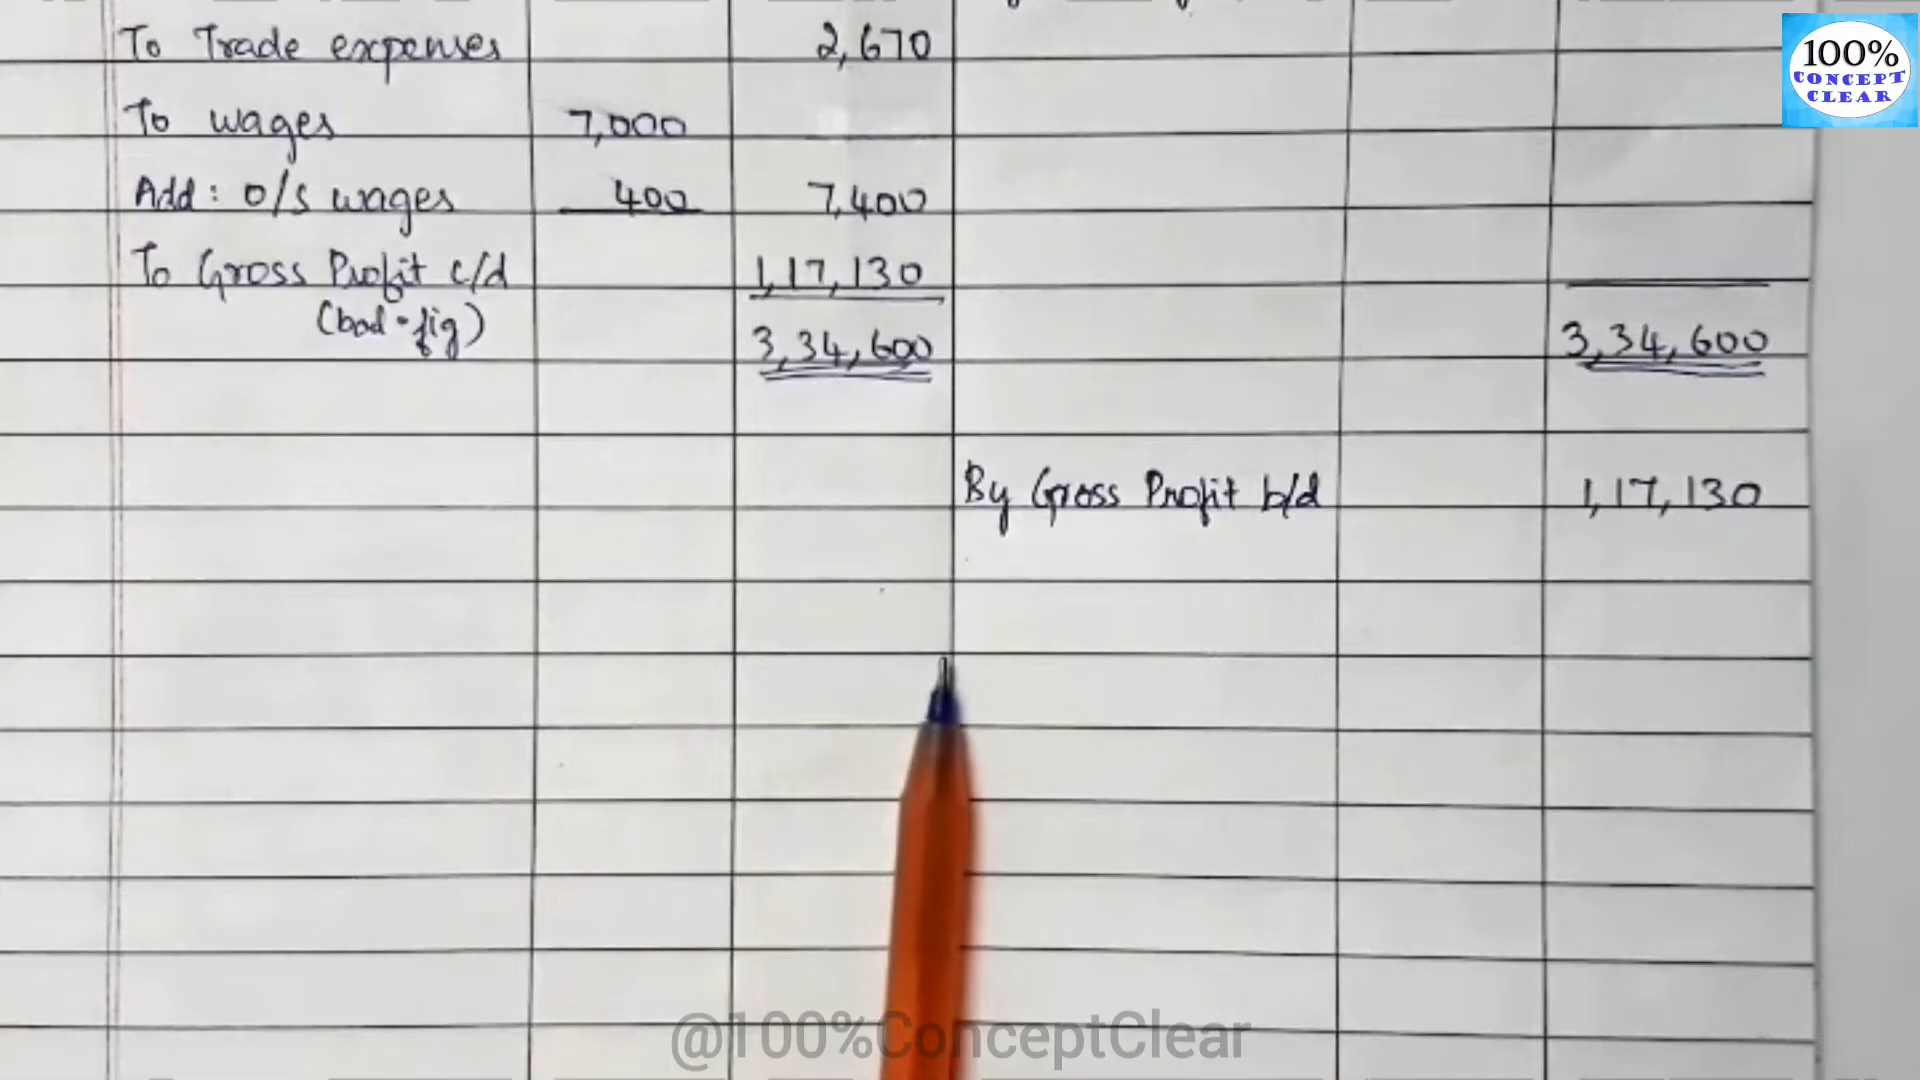 To Trade expenses 2,670
To wages 7,000
Add: o/s wages 400 7,400
To Gross Profit c/d 1,17,130
(bad-fig)
3,34,600 3,34,600
By Gross Profit b/d 1,17,130
100%
CONCEPT
CLEAR
@100%ConceptClear